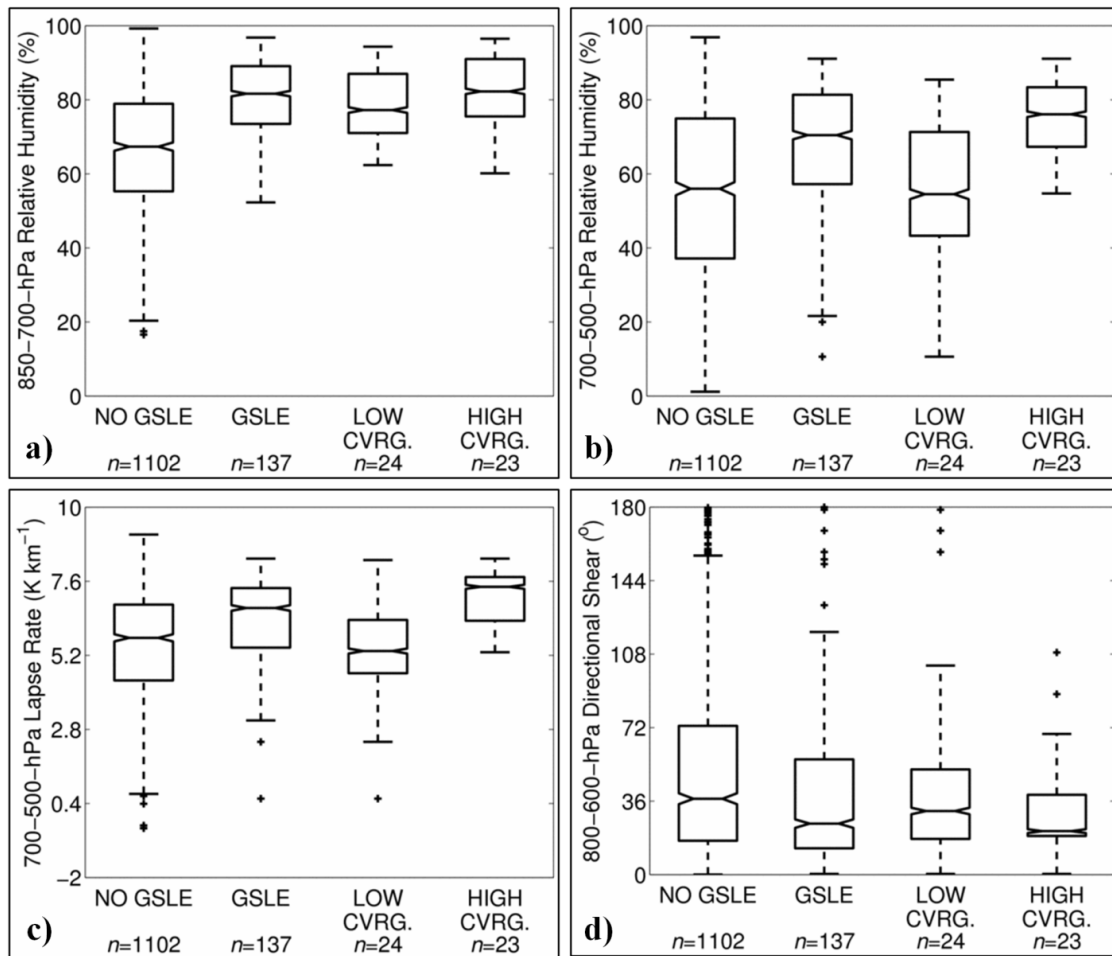 850−700−hPa Relative Humidity (%)
100
80
60
40
20
0
NO GSLE GSLE LOW HIGH
CVRG. CVRG.
n=1102 n=137 n=24 n=23
a)
700−500−hPa Relative Humidity (%)
100
80
60
40
20
0
NO GSLE GSLE LOW HIGH
CVRG. CVRG.
n=1102 n=137 n=24 n=23
b)
700−500−hPa Lapse Rate (K km⁻¹)
10
7.6
5.2
2.8
0.4
−2
NO GSLE GSLE LOW HIGH
CVRG. CVRG.
n=1102 n=137 n=24 n=23
c)
800−600−hPa Directional Shear (°)
180
144
108
72
36
0
NO GSLE GSLE LOW HIGH
CVRG. CVRG.
n=1102 n=137 n=24 n=23
d)